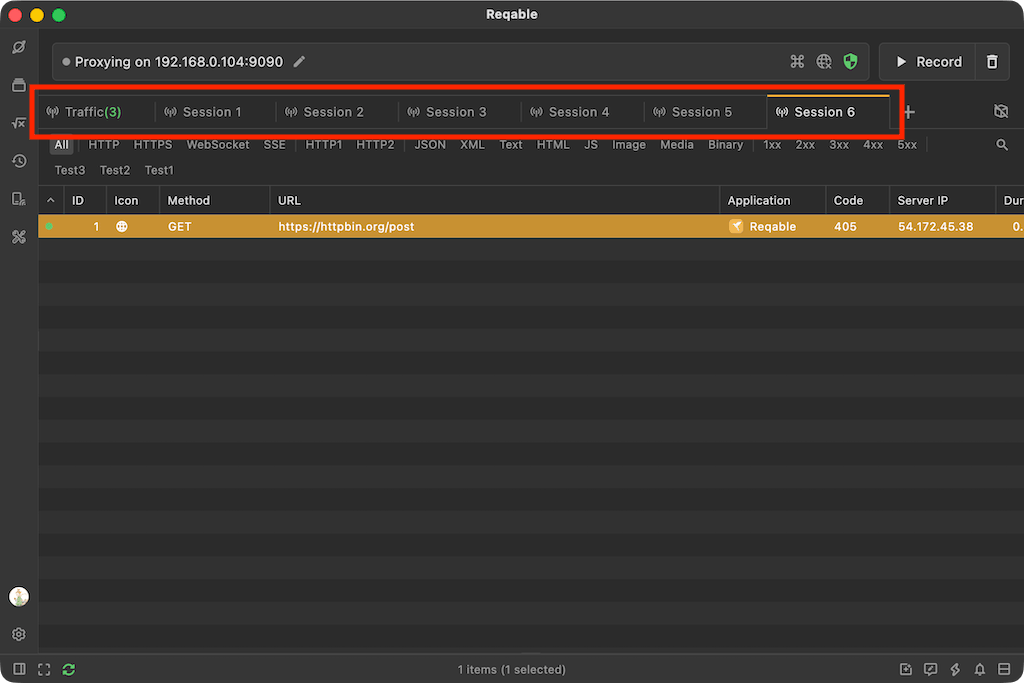 Reqable
Proxying on 192.168.0.104:9090 Record
Traffic(3) Session 1 Session 2 Session 3 Session 4 Session 5 Session 6
All HTTP HTTPS WebSocket SSE HTTP1 HTTP2 JSON XML Text HTML JS Image Media Binary 1xx 2xx 3xx 4xx 5xx
Test3 Test2 Test1
ID Icon Method URL Application Code Server IP Dur
1 GET https://httpbin.org/post Reqable 405 54.172.45.38 0.
1 items (1 selected)